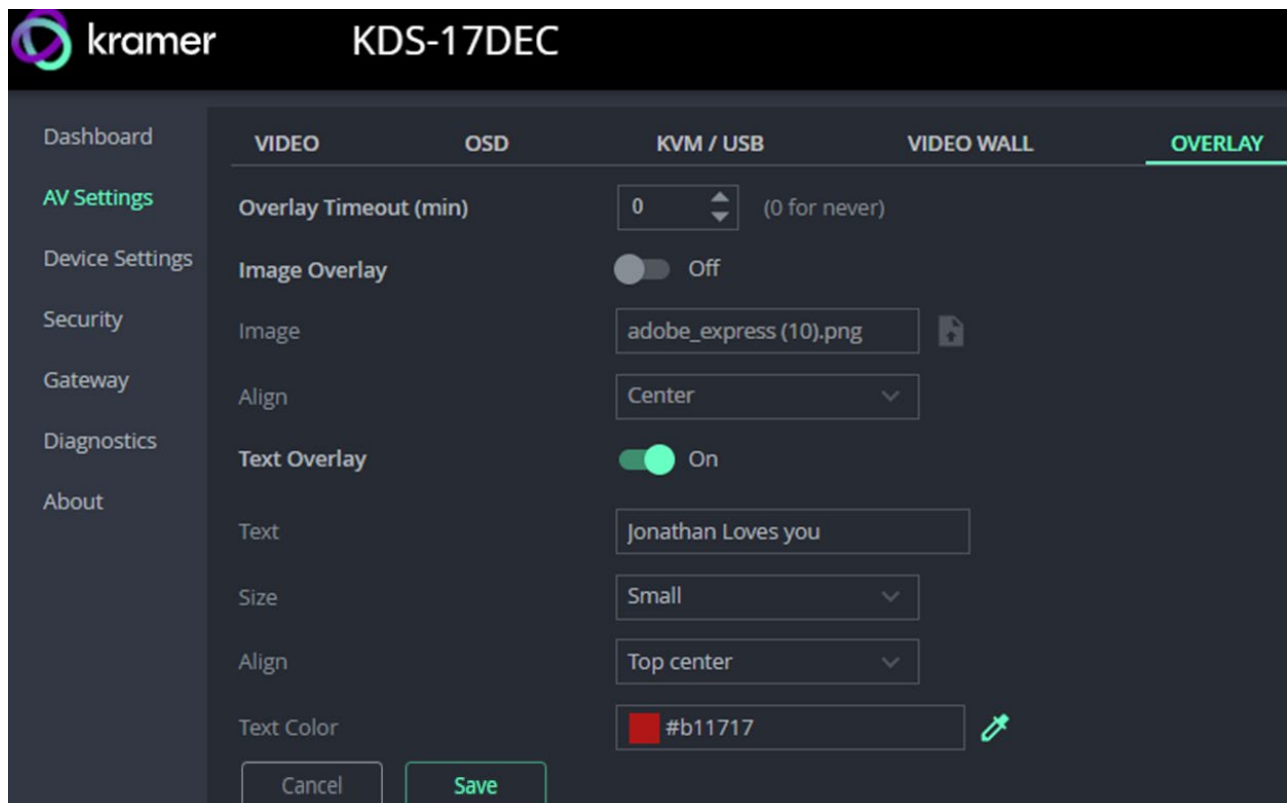 kramer KDS-17DEC
Dashboard
AV Settings
Device Settings
Security
Gateway
Diagnostics
About
VIDEO OSD KVM / USB VIDEO WALL OVERLAY
Overlay Timeout (min) 0 (0 for never)
Image Overlay Off
Image adobe_express (10).png
Align Center
Text Overlay On
Text Jonathan Loves you
Size Small
Align Top center
Text Color #b11717
Cancel Save